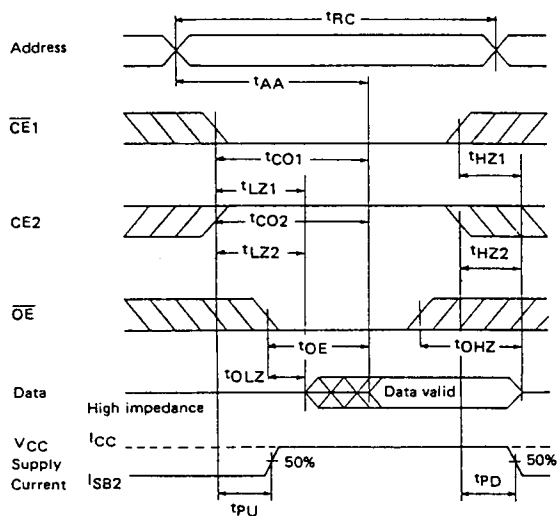 tRC
Address
tAA
CE1
tCO1
tHZ1
tLZ1
CE2
tCO2
tHZ2
tLZ2
OE
tOE
tOHZ
tOLZ
Data
Data valid
High impedance
VCC
Supply
Current
ICC
50%
50%
ISB2
tPU
tPD